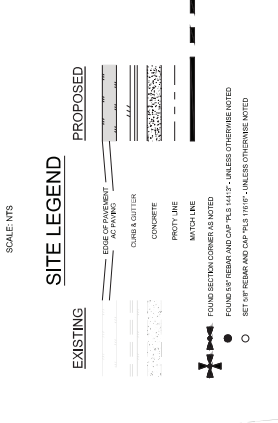 SCALE: NTS
SITE LEGEND
EXISTING
PROPOSED
EDGE OF PAVEMENT
AC PAVING
CURB & GUTTER
CONCRETE
PROTY LINE
MATCH LINE
FOUND SECTION CORNER AS NOTED
FOUND 5/8" REBAR AND CAP "PLS 14413" - UNLESS OTHERWISE NOTED
SET 5/8" REBAR AND CAP "PLS 17616" - UNLESS OTHERWISE NOTED